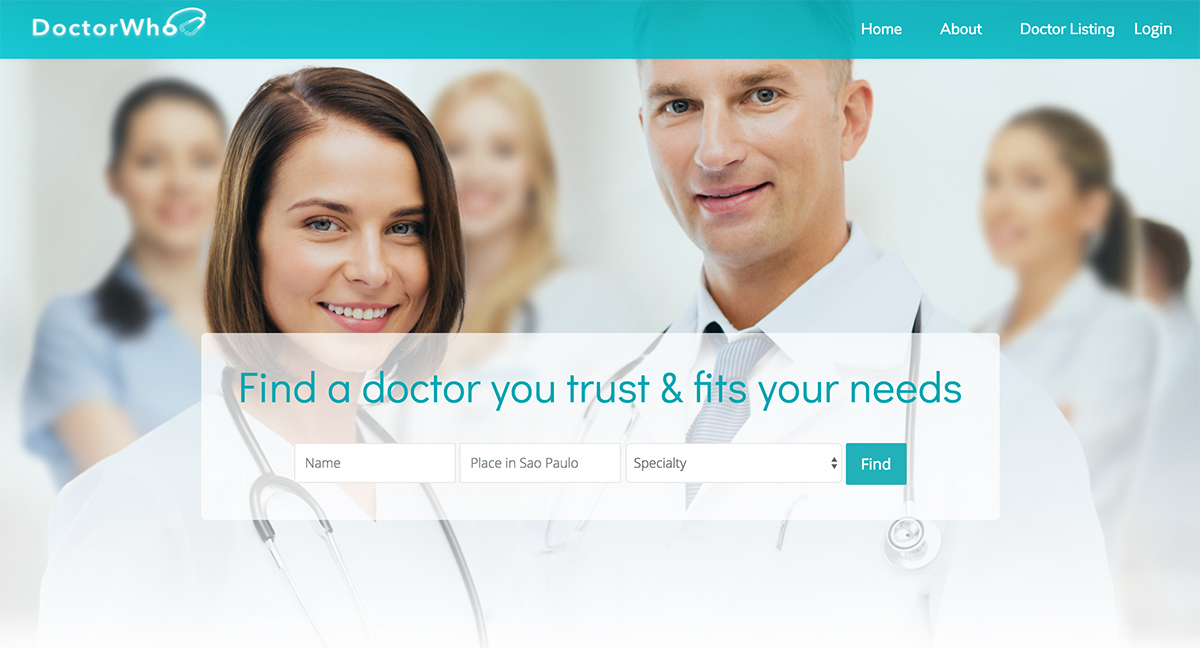 DoctorWho
Home About Doctor Listing Login
Find a doctor you trust & fits your needs
Name Place in Sao Paulo Specialty Find